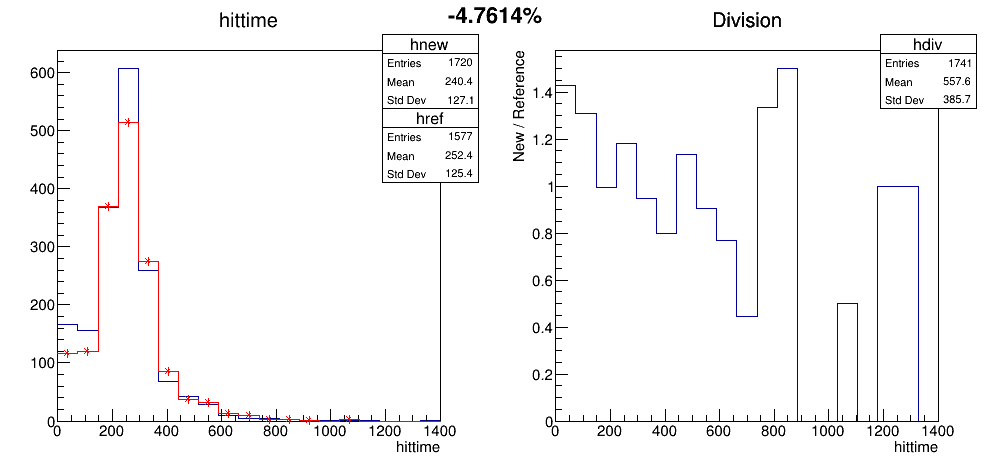 -4.7614%
hittime
hnew
Entries 1720
Mean 240.4
Std Dev 127.1
href
Entries 1577
Mean 252.4
Std Dev 125.4
600
500
400
300
200
100
0
0 200 400 600 800 1000 1200 1400
hittime
Division
hdiv
Entries 1741
Mean 557.6
Std Dev 385.7
New / Reference
1.4
1.2
1
0.8
0.6
0.4
0.2
0
0 200 400 600 800 1000 1200 1400
hittime